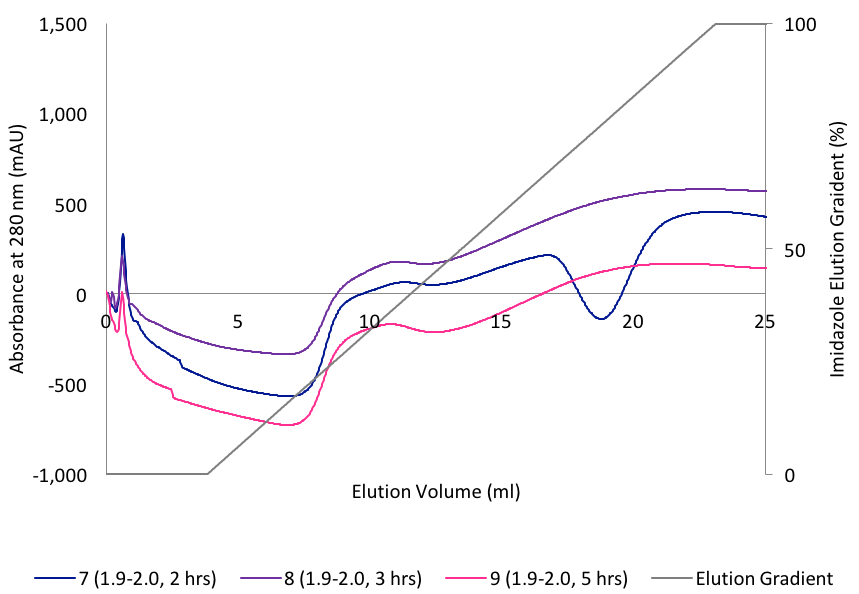 1,500
1,000
500
0
-500
-1,000
Absorbance at 280 nm (mAU)
0 5 10 15 20 25
Elution Volume (ml)
100
50
0
Imidazole Elution Graident (%)
7 (1.9-2.0, 2 hrs) 8 (1.9-2.0, 3 hrs) 9 (1.9-2.0, 5 hrs) Elution Gradient